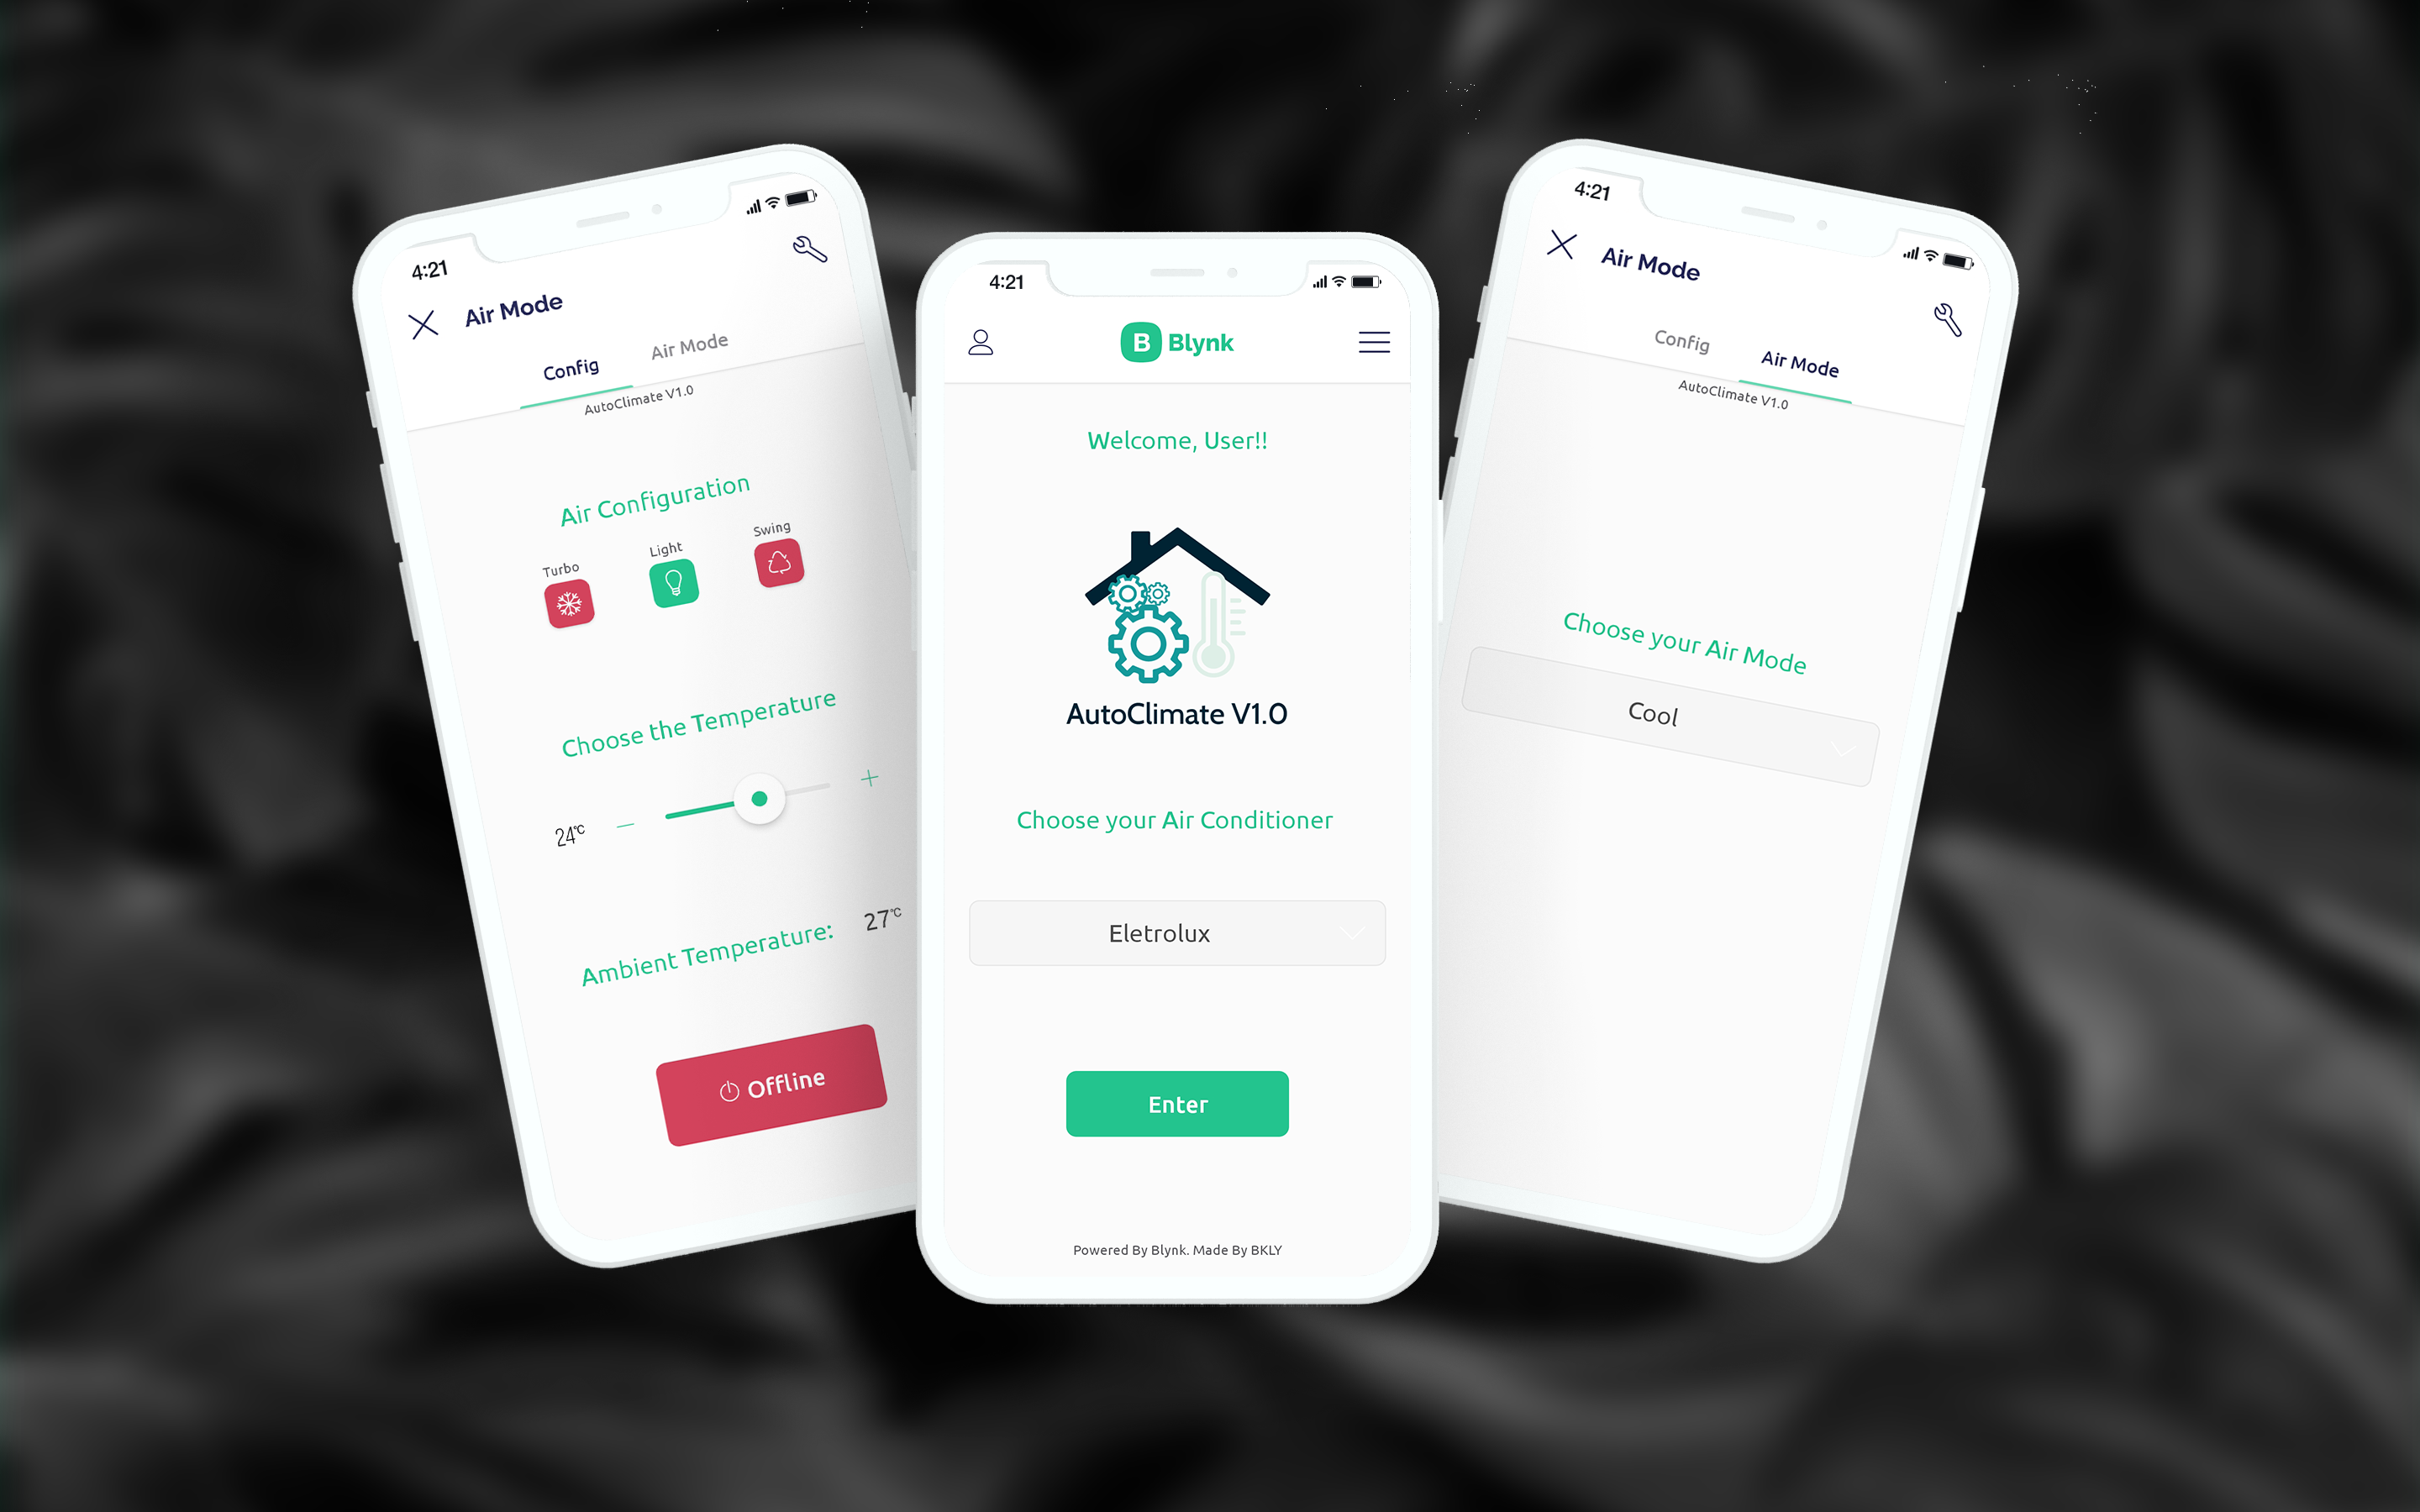 4:21
Air Mode
Config
Air Mode
AutoClimate V1.0
Air Configuration
Turbo
Light
Swing
Choose the Temperature
24°C
Ambient Temperature:
27°C
Offline
4:21
B Blynk
Welcome, User!!
AutoClimate V1.0
Choose your Air Conditioner
Eletrolux
Enter
Powered By Blynk. Made By BKLY
4:21
Air Mode
Config
Air Mode
AutoClimate V1.0
Choose your Air Mode
Cool